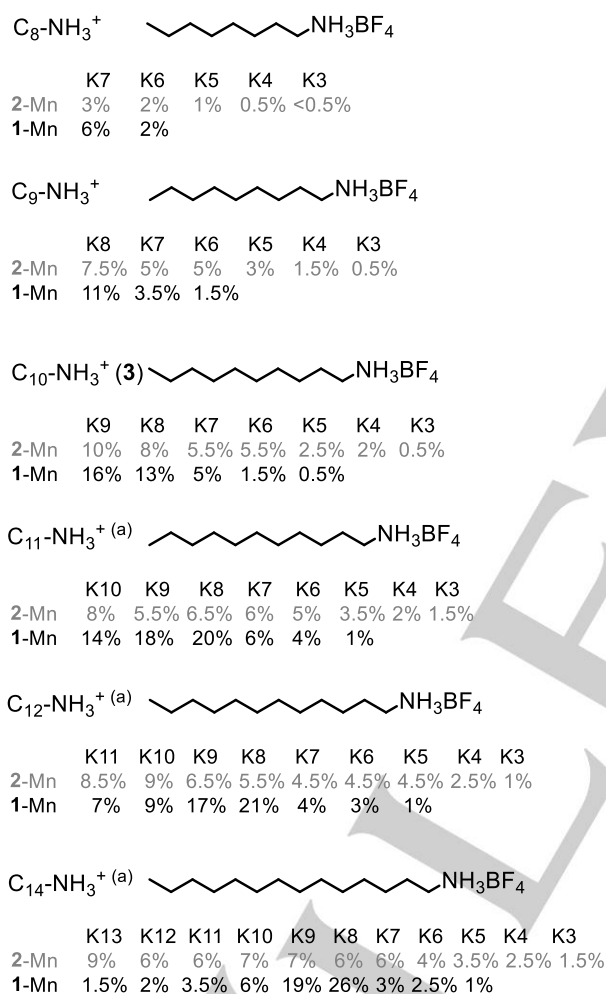 C8-NH3+ NH3BF4
K7 K6 K5 K4 K3
2-Mn 3% 2% 1% 0.5% <0.5%
1-Mn 6% 2%
C9-NH3+ NH3BF4
K8 K7 K6 K5 K4 K3
2-Mn 7.5% 5% 5% 3% 1.5% 0.5%
1-Mn 11% 3.5% 1.5%
C10-NH3+ (3) NH3BF4
K9 K8 K7 K6 K5 K4 K3
2-Mn 10% 8% 5.5% 5.5% 2.5% 2% 0.5%
1-Mn 16% 13% 5% 1.5% 0.5%
C11-NH3+ (a) NH3BF4
K10 K9 K8 K7 K6 K5 K4 K3
2-Mn 8% 5.5% 6.5% 6% 5% 3.5% 2% 1.5%
1-Mn 14% 18% 20% 6% 4% 1%
C12-NH3+ (a) NH3BF4
K11 K10 K9 K8 K7 K6 K5 K4 K3
2-Mn 8.5% 9% 6.5% 5.5% 4.5% 4.5% 4.5% 2.5% 1%
1-Mn 7% 9% 17% 21% 4% 3% 1%
C14-NH3+ (a) NH3BF4
K13 K12 K11 K10 K9 K8 K7 K6 K5 K4 K3
2-Mn 9% 6% 6% 7% 7% 6% 6% 4% 3.5% 2.5% 1.5%
1-Mn 1.5% 2% 3.5% 6% 19% 26% 3% 2.5% 1%